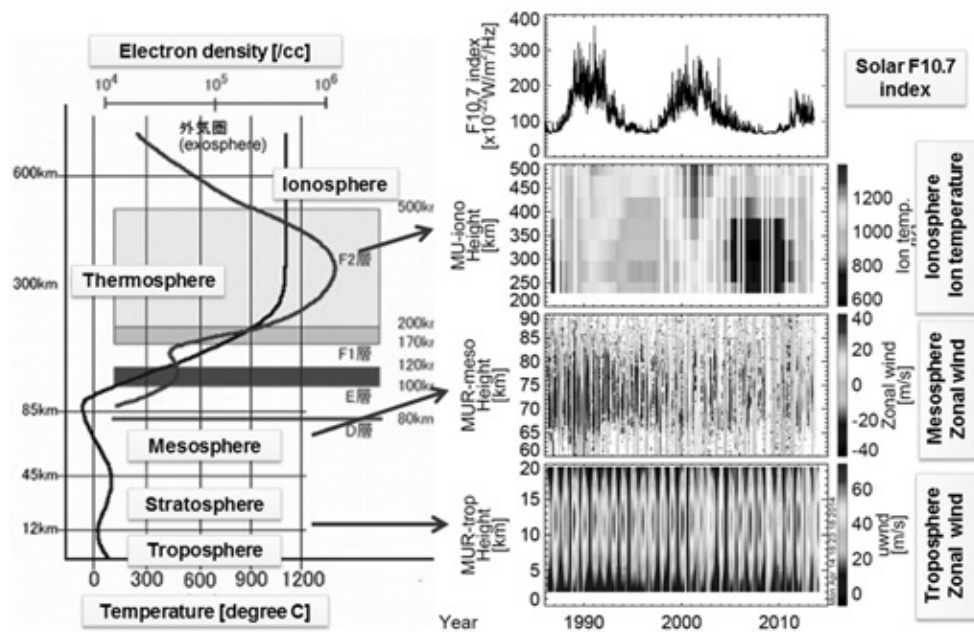 Electron density [/cc]
10⁴
10⁵
10⁶
外気圏
(exosphere)
600km
Ionosphere
500kr
F2層
Thermosphere
300km
200kr
170kr
F1層
120kr
100kr
E層
85km
80km
D層
Mesosphere
45km
Stratosphere
12km
Troposphere
0 300 600 900 1200
Temperature [degree C]
400
300
200
100
0
F10.7 index
[x10⁻²²W/m²/Hz]
Solar F10.7
index
500
450
400
350
300
250
200
MU-iono
Height
[km]
1200
1000
800
600
Ion temp.
Ionosphere
Ion temperature
90
85
80
75
70
65
60
MUR-meso
Height
[km]
40
20
0
-20
-40
Zonal wind
[m/s]
Mesosphere
Zonal wind
20
15
10
5
0
MUR-trop
Height
[km]
60
40
20
0
uwnd
[m/s]
Troposphere
Zonal wind
Year 1990 2000 2010